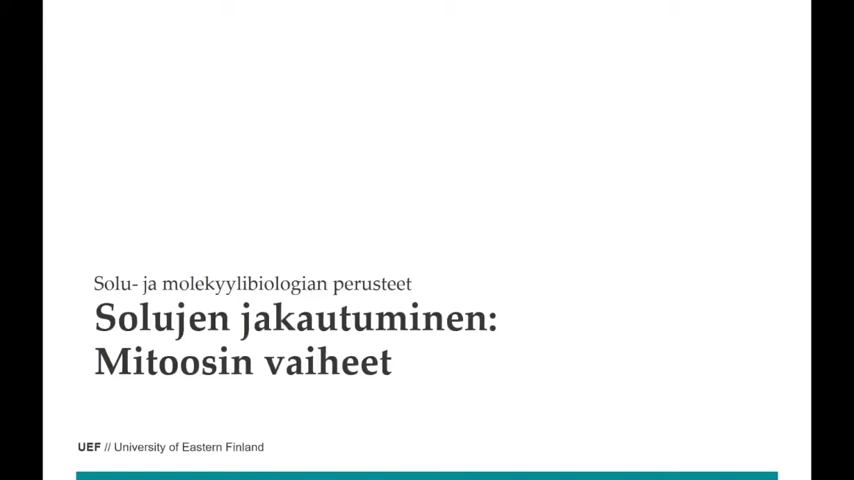 Solu- ja molekyylibiologian perusteet
Solujen jakautuminen:
Mitoosin vaiheet
UEF // University of Eastern Finland